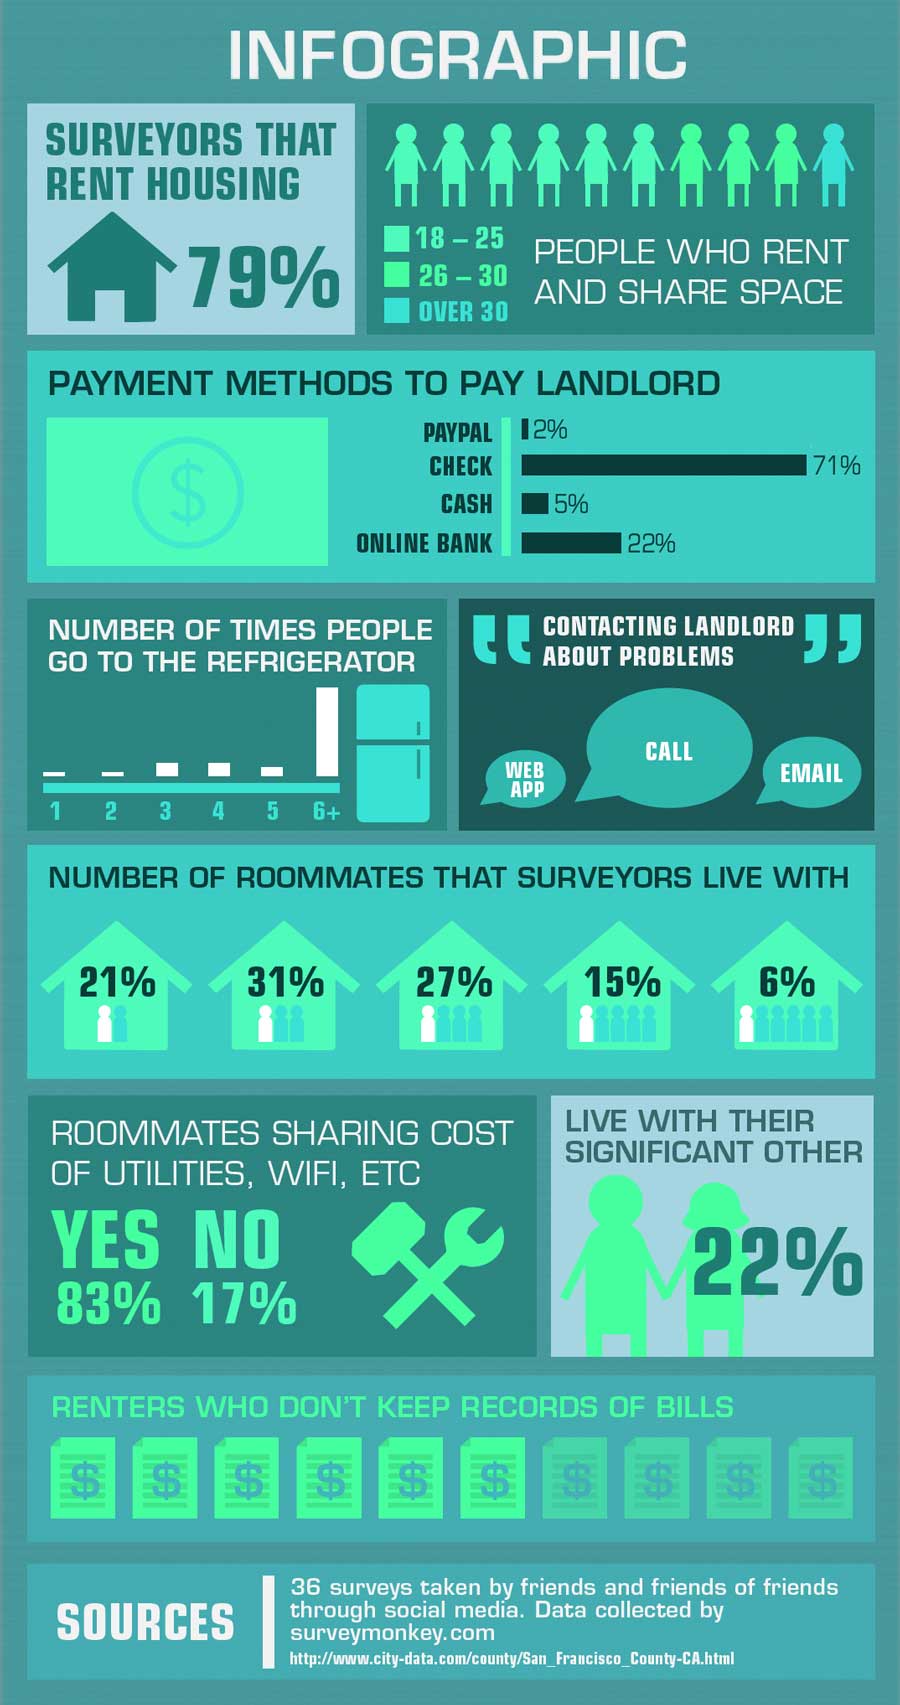 INFOGRAPHIC
SURVEYORS THAT
RENT HOUSING
79%
18 – 25
26 – 30
OVER 30
PEOPLE WHO RENT
AND SHARE SPACE
PAYMENT METHODS TO PAY LANDLORD
$
PAYPAL 2%
CHECK 71%
CASH 5%
ONLINE BANK 22%
NUMBER OF TIMES PEOPLE
GO TO THE REFRIGERATOR
1 2 3 4 5 6+
“ CONTACTING LANDLORD ”
ABOUT PROBLEMS
WEB
APP
CALL
EMAIL
NUMBER OF ROOMMATES THAT SURVEYORS LIVE WITH
21% 31% 27% 15% 6%
ROOMMATES SHARING COST
OF UTILITIES, WIFI, ETC
YES NO
83% 17%
LIVE WITH THEIR
SIGNIFICANT OTHER
22%
RENTERS WHO DON'T KEEP RECORDS OF BILLS
$ $ $ $ $ $ $ $ $ $
SOURCES
36 surveys taken by friends and friends of friends
through social media. Data collected by
surveymonkey.com
http://www.city-data.com/county/San_Francisco_County-CA.html